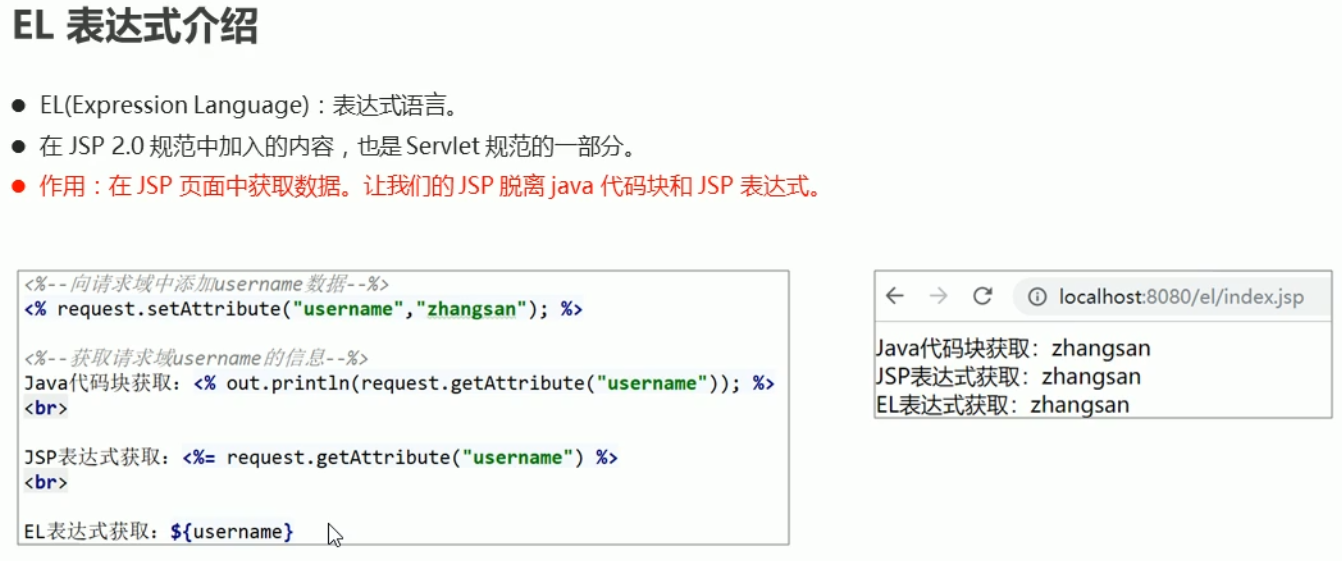 EL 表达式介绍
EL(Expression Language)：表达式语言。
在 JSP 2.0 规范中加入的内容，也是 Servlet 规范的一部分。
作用：在 JSP 页面中获取数据。让我们的 JSP 脱离 java 代码块和 JSP 表达式。
<%--向请求域中添加username数据--%>
<% request.setAttribute("username","zhangsan"); %>
<%--获取请求域username的信息--%>
Java代码块获取：<% out.println(request.getAttribute("username")); %>
<br>
JSP表达式获取：<%= request.getAttribute("username") %>
<br>
EL表达式获取：${username}
localhost:8080/el/index.jsp
Java代码块获取：zhangsan
JSP表达式获取：zhangsan
EL表达式获取：zhangsan